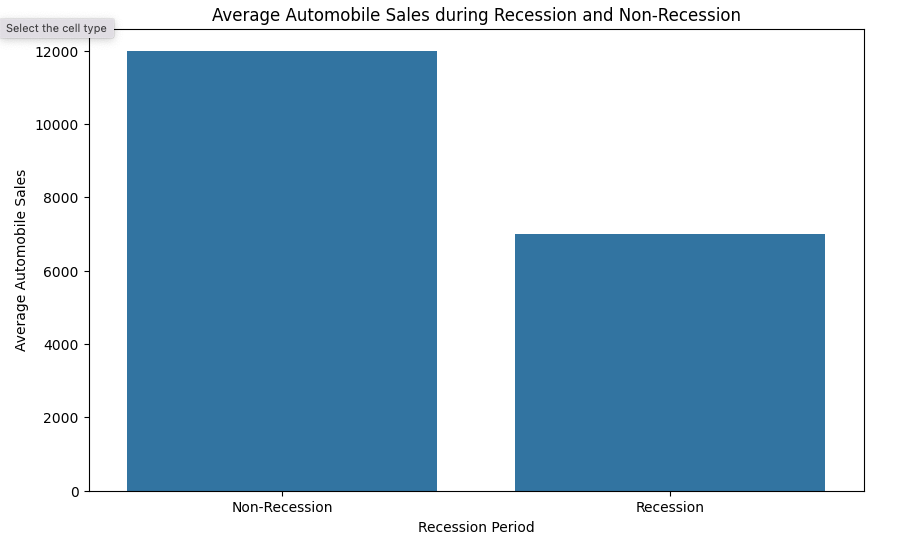 Average Automobile Sales during Recession and Non-Recession
Select the cell type
12000
10000
8000
6000
4000
2000
0
Average Automobile Sales
Non-Recession
Recession
Recession Period